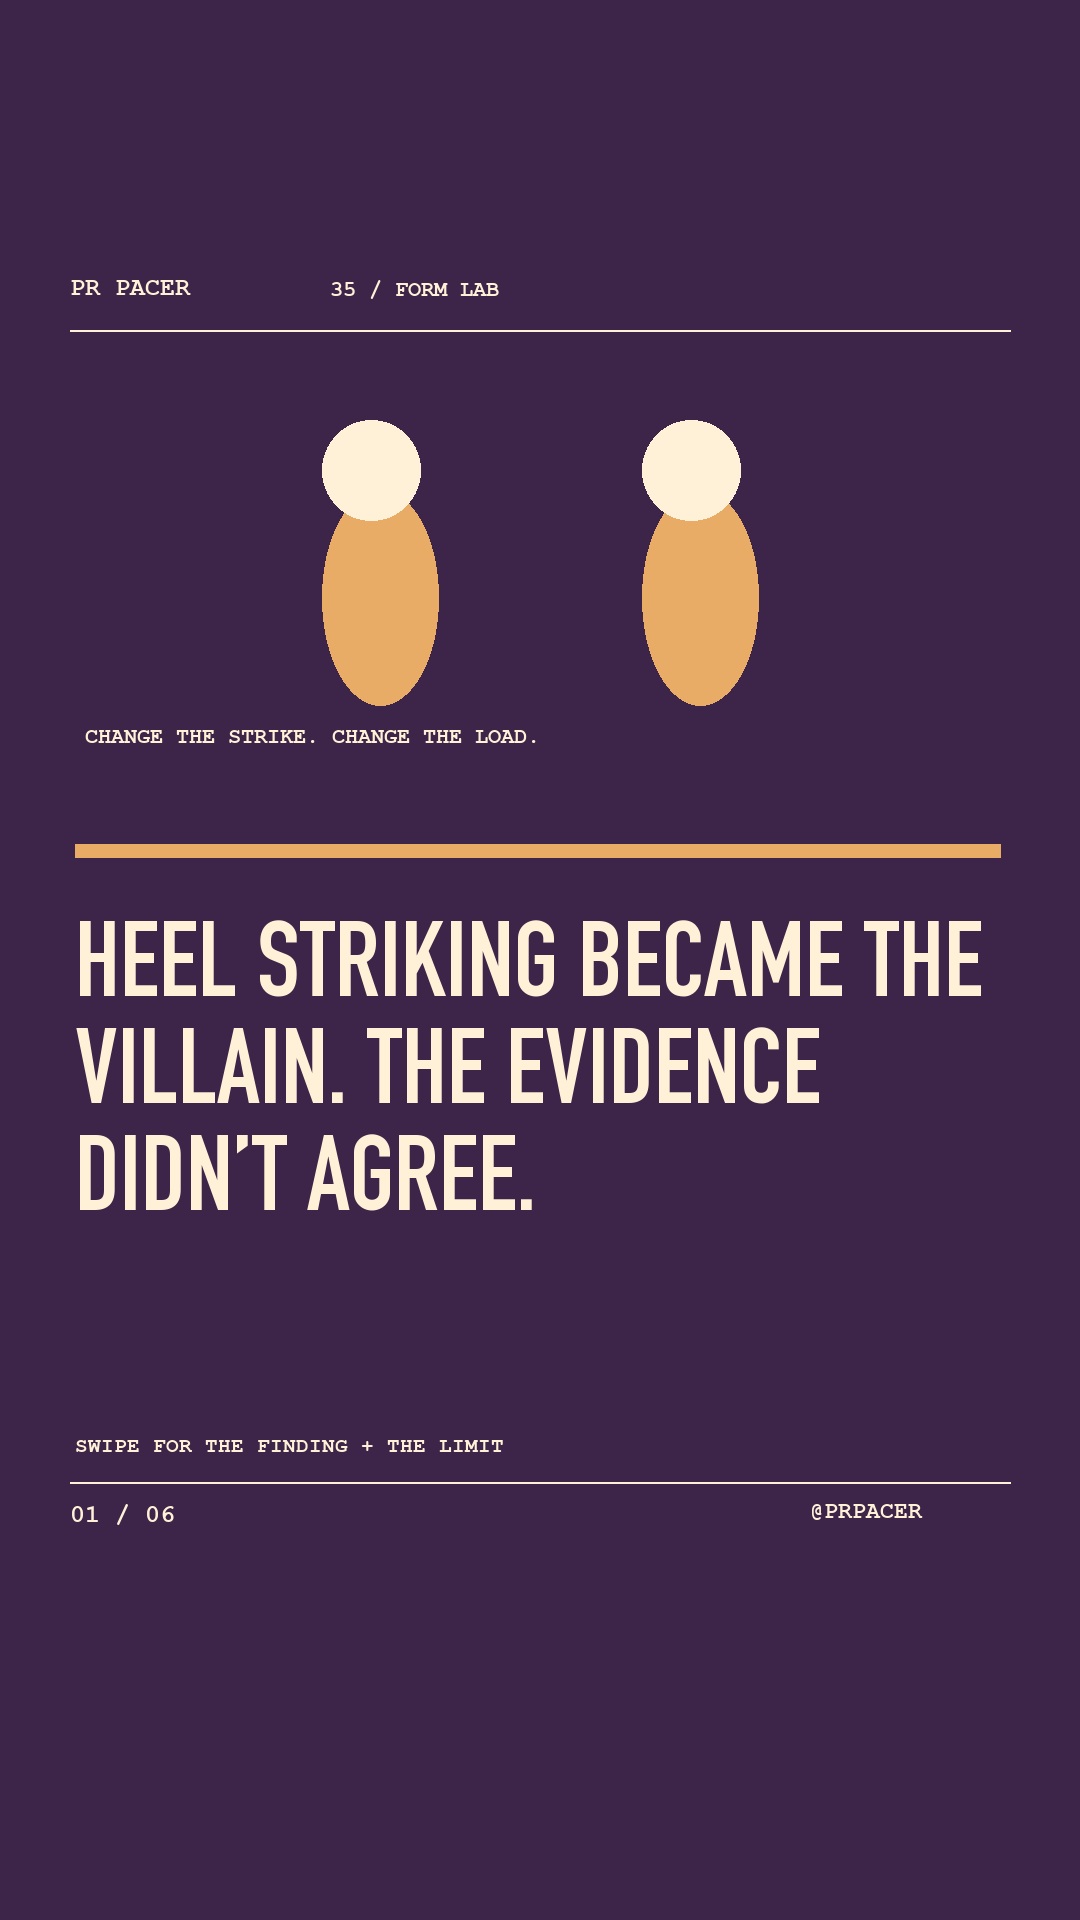 PR PACER
35 / FORM LAB
CHANGE THE STRIKE. CHANGE THE LOAD.
HEEL STRIKING BECAME THE
VILLAIN. THE EVIDENCE
DIDN’T AGREE.
SWIPE FOR THE FINDING + THE LIMIT
01 / 06
@PRPACER